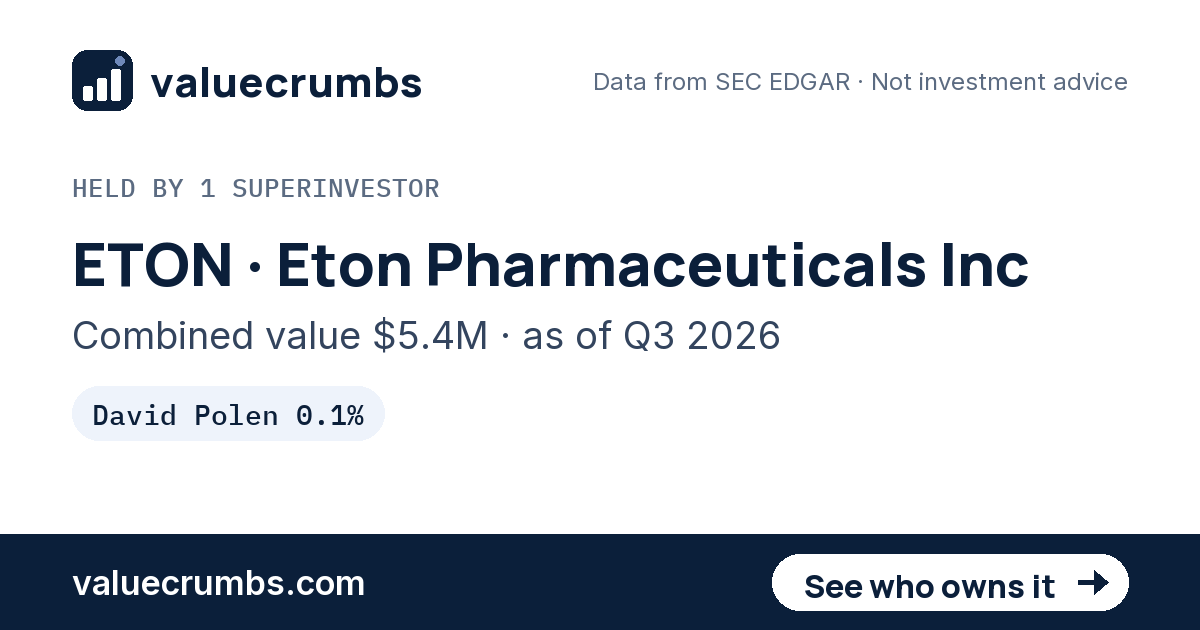 valuecrumbs
Data from SEC EDGAR · Not investment advice
HELD BY 1 SUPERINVESTOR
ETON · Eton Pharmaceuticals Inc
Combined value $5.4M · as of Q3 2026
David Polen 0.1%
valuecrumbs.com
See who owns it →